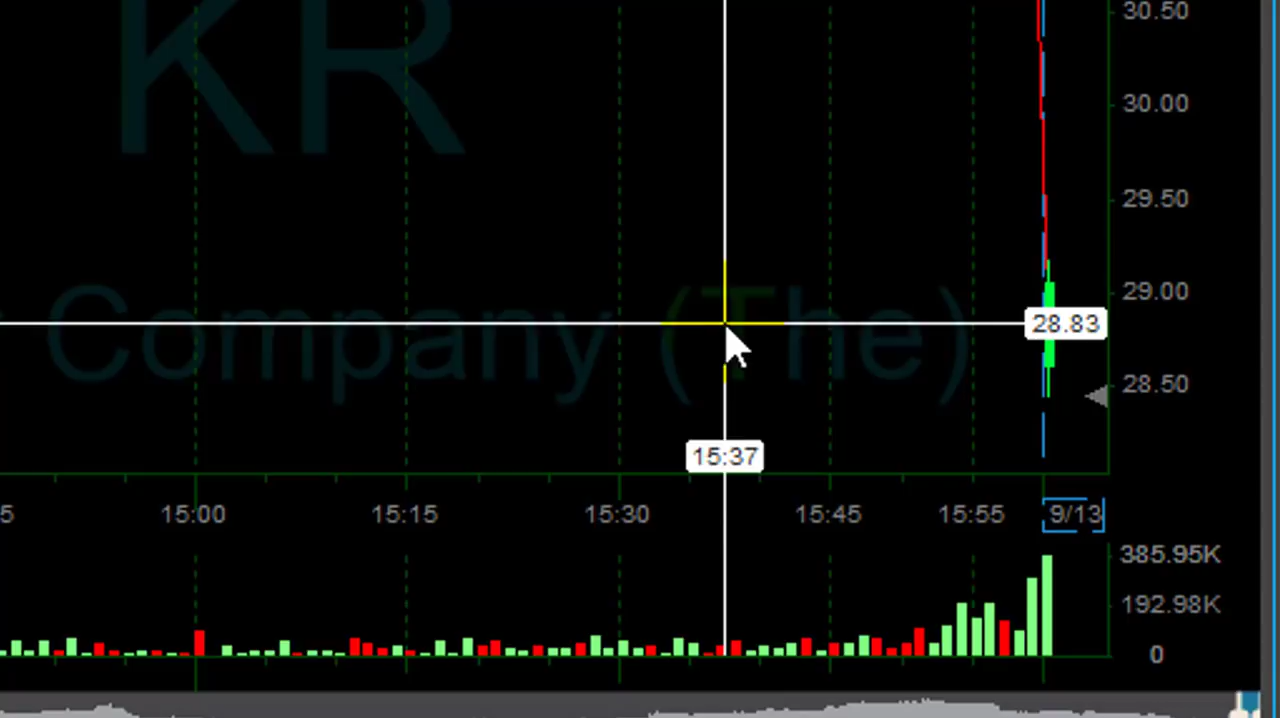 30.50
KR
30.00
29.50
29.00
Company (The)
28.83
28.50
15:37
5 15:00 15:15 15:30 15:45 15:55 9/13
385.95K
192.98K
0